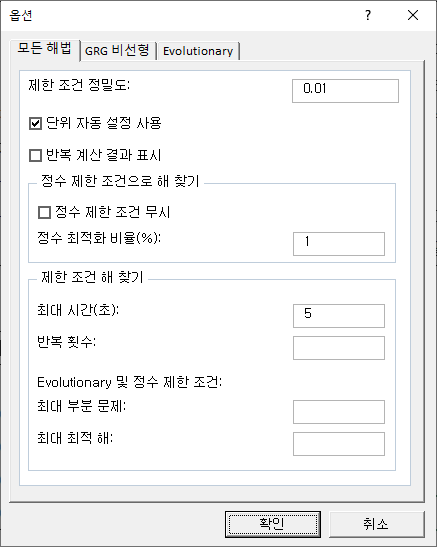 옵션
모든 해법 GRG 비선형 Evolutionary
제한 조건 정밀도: 0.01
단위 자동 설정 사용
반복 계산 결과 표시
정수 제한 조건으로 해 찾기
정수 제한 조건 무시
정수 최적화 비율(%): 1
제한 조건 해 찾기
최대 시간(초): 5
반복 횟수:
Evolutionary 및 정수 제한 조건:
최대 부분 문제:
최대 최적 해:
확인 취소